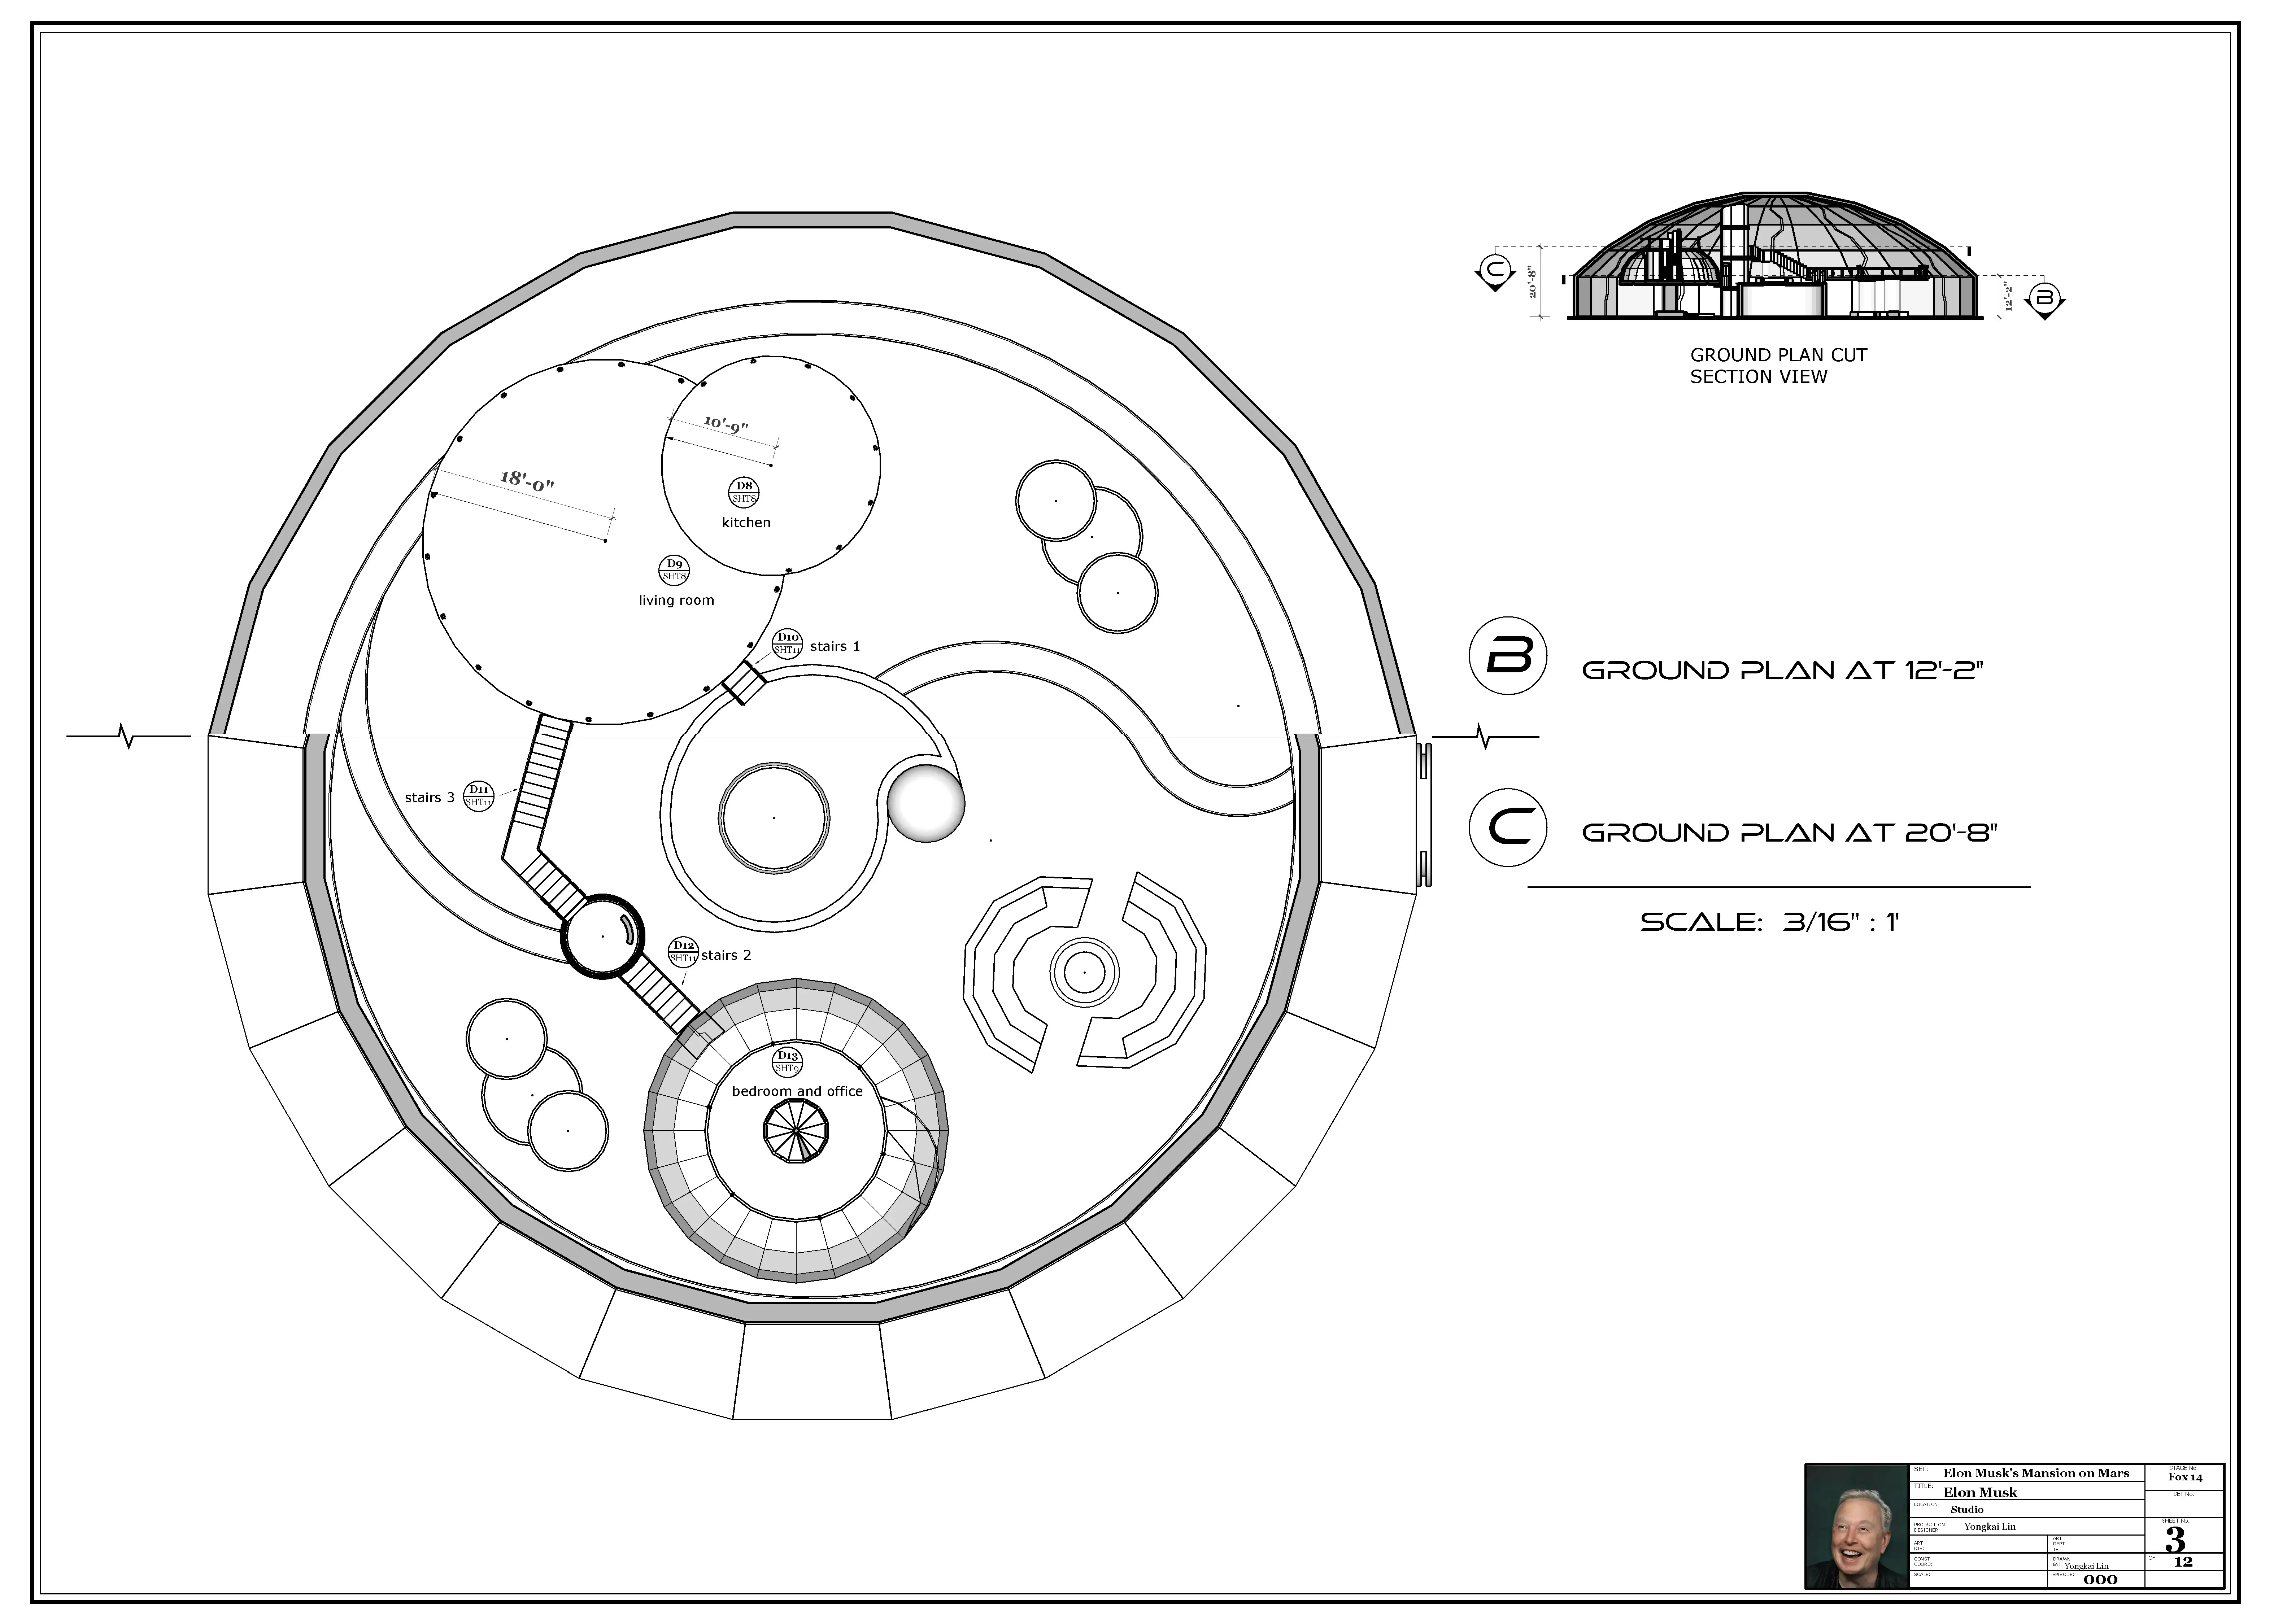 20'-8"
12'-2"
C
B
GROUND PLAN CUT
SECTION VIEW
10'-9"
18'-0"
D8
SHT8
kitchen
D9
SHT8
living room
D10
SHT11
stairs 1
B
GROUND PLAN AT 12'-2"
stairs 3
D11
SHT11
C
GROUND PLAN AT 20'-8"
SCALE: 3/16" : 1'
D12
SHT11
stairs 2
D13
SHT9
bedroom and office
SET: Elon Musk's Mansion on Mars
STAGE No.
Fox 14
TITLE: Elon Musk
SET No.
LOCATION: Studio
PRODUCTION
DESIGNER: Yongkai Lin
SHEET No.
3
ART
DIR:
ART
DEPT
TEL:
OF 12
CONST
COORD:
DRAWN
BY: Yongkai Lin
SCALE:
EPISODE: 000